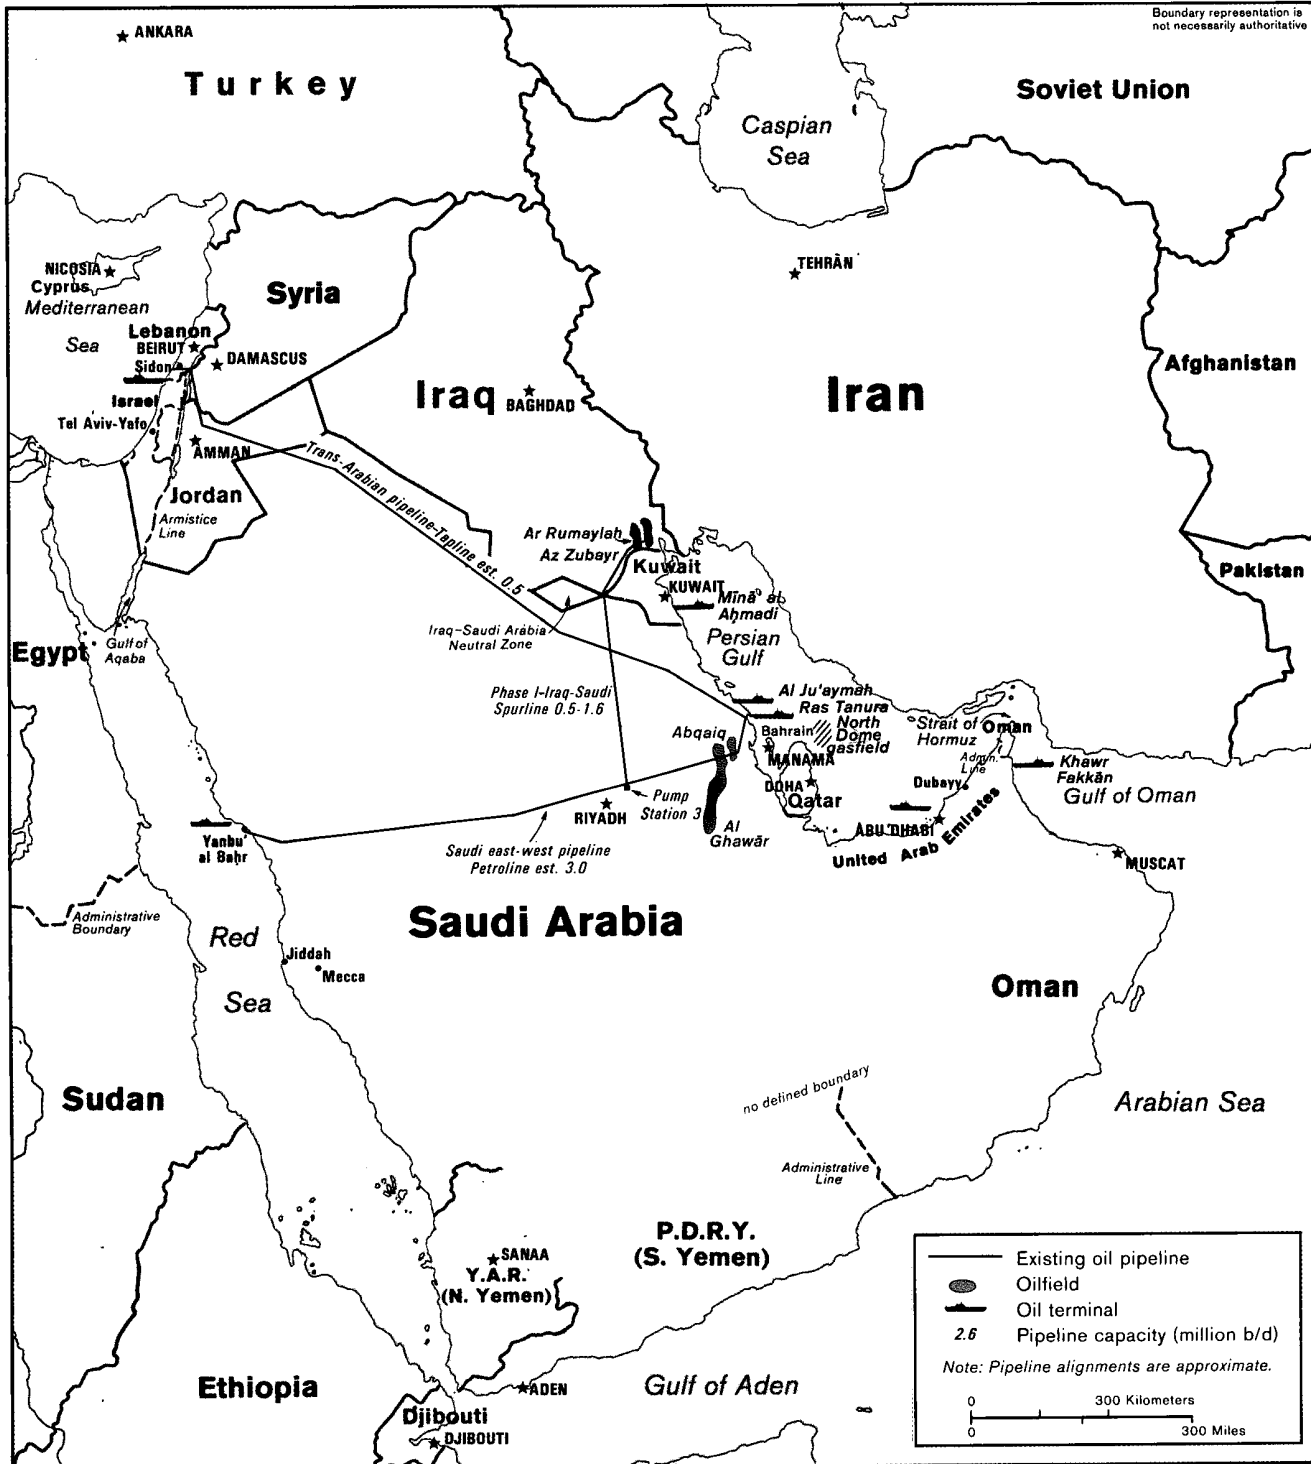 Boundary representation is
not necessarily authoritative
ANKARA
Turkey
Soviet Union
Caspian
Sea
NICOSIA
Cyprus
Mediterranean
Sea
Syria
TEHRÀN
Lebanon
BEIRUT
Sidon
DAMASCUS
Afghanistan
Iraq
BAGHDAD
Iran
Israel
Tel Aviv-Yafo
AMMAN
Jordan
Armistice
Line
Trans-Arabian pipeline-Tapline est. 0.5
Ar Rumaylah
Az Zubayr
Kuwait
KUWAIT
Mīnā' al
Aḥmadi
Pakistan
Iraq-Saudi Arabia
Neutral Zone
Persian
Gulf
Egypt
Gulf of
Aqaba
Phase I-Iraq-Saudi
Spurline 0.5-1.6
Al Ju'aymah
Ras Tanura
North
Dome
gasfield
Abqaiq
Bahrain
MANAMA
DOHA
Qatar
Strait of
Hormuz
Oman
Admin.
Line
Khawr
Fakkān
Gulf of Oman
Dubayy
ABU DHABI
United Arab Emirates
MUSCAT
Pump
Station 3
RIYADH
Al
Ghawār
Yanbu'
al Baḥr
Saudi east-west pipeline
Petroline est. 3.0
Administrative
Boundary
Saudi Arabia
Red
Sea
Jiddah
Mecca
Oman
Sudan
no defined boundary
Arabian Sea
Administrative
Line
P.D.R.Y.
(S. Yemen)
SANAA
Y.A.R.
(N. Yemen)
Ethiopia
ADEN
Gulf of Aden
Djibouti
DJIBOUTI
Existing oil pipeline
Oilfield
Oil terminal
2.6 Pipeline capacity (million b/d)
Note: Pipeline alignments are approximate.
0 300 Kilometers
0 300 Miles